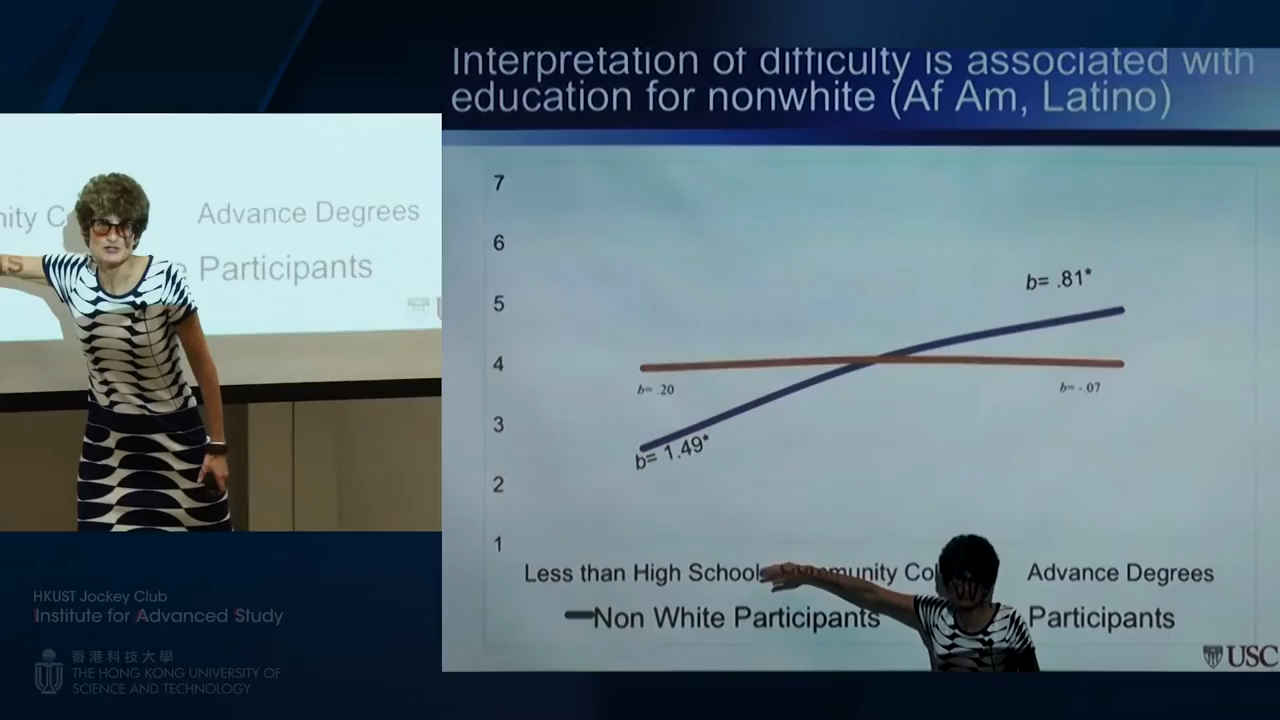 Interpretation of difficulty is associated with
education for nonwhite (Af Am, Latino)
7
6
5
4
3
2
1
b= .81*
b= .20
b= -.07
b= 1.49*
Less than High School Community Col Advance Degrees
Non White Participants Participants
USC
nity C Advance Degrees
Participants
HKUST Jockey Club
Institute for Advanced Study
香港科技大學
THE HONG KONG UNIVERSITY OF
SCIENCE AND TECHNOLOGY